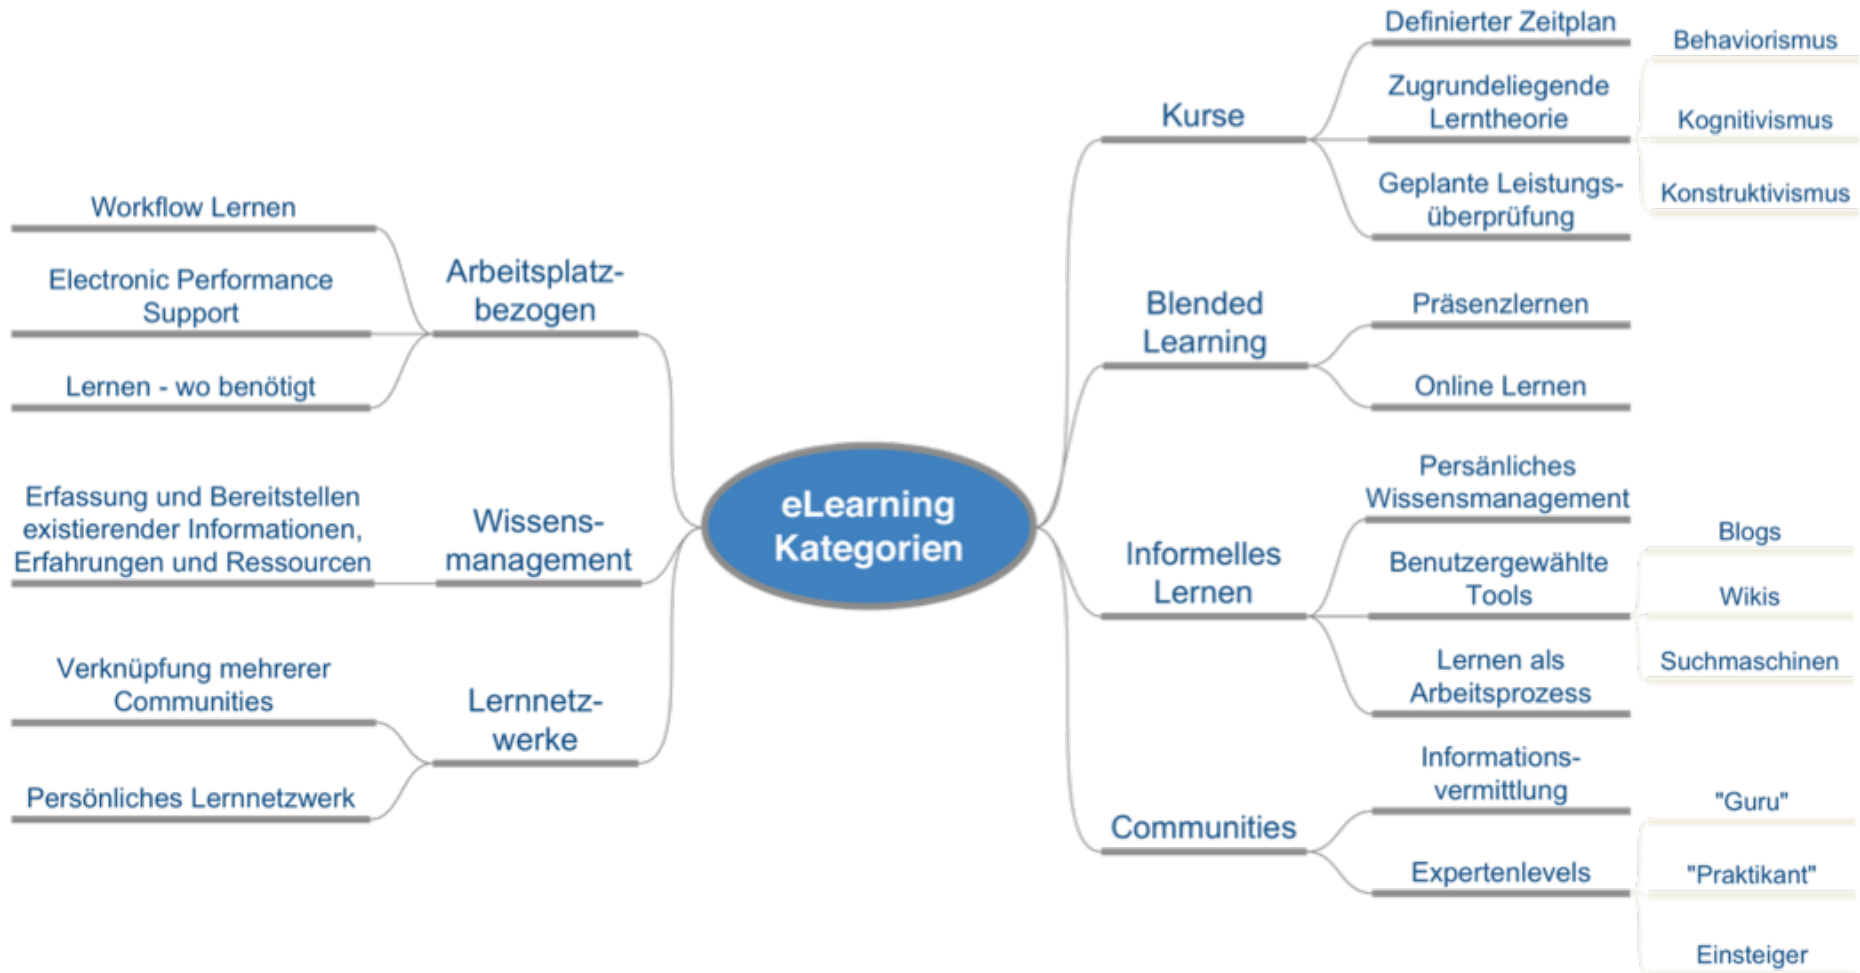 eLearning
Kategorien
Kurse
Definierter Zeitplan
Zugrundeliegende
Lerntheorie
Behaviorismus
Kognitivismus
Konstruktivismus
Geplante Leistungs-
überprüfung
Blended
Learning
Präsenzlernen
Online Lernen
Informelles
Lernen
Persänliches
Wissensmanagement
Benutzergewählte
Tools
Blogs
Wikis
Suchmaschinen
Lernen als
Arbeitsprozess
Communities
Informations-
vermittlung
Expertenlevels
"Guru"
"Praktikant"
Einsteiger
Arbeitsplatz-
bezogen
Workflow Lernen
Electronic Performance
Support
Lernen - wo benötigt
Wissens-
management
Erfassung und Bereitstellen
existierender Informationen,
Erfahrungen und Ressourcen
Lernnetz-
werke
Verknüpfung mehrerer
Communities
Persönliches Lernnetzwerk